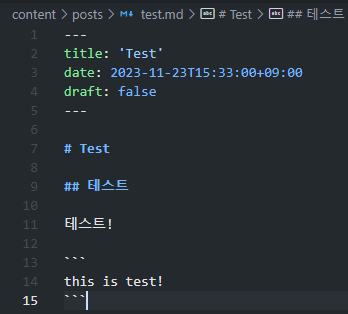 content > posts > test.md > # Test > ## 테스트
1 ---
2 title: 'Test'
3 date: 2023-11-23T15:33:00+09:00
4 draft: false
5 ---
6
7 # Test
8
9 ## 테스트
10
11 테스트!
12
13 ```
14 this is test!
15 ```